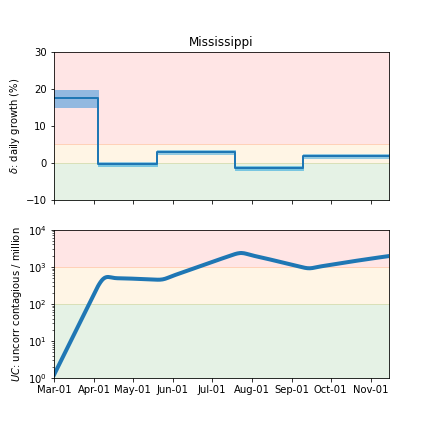 Mississippi
30
20
10
0
−10
δ: daily growth (%)
10⁴
10³
10²
10¹
10⁰
UC: uncorr contagious / million
Mar-01 Apr-01 May-01 Jun-01 Jul-01 Aug-01 Sep-01 Oct-01 Nov-01